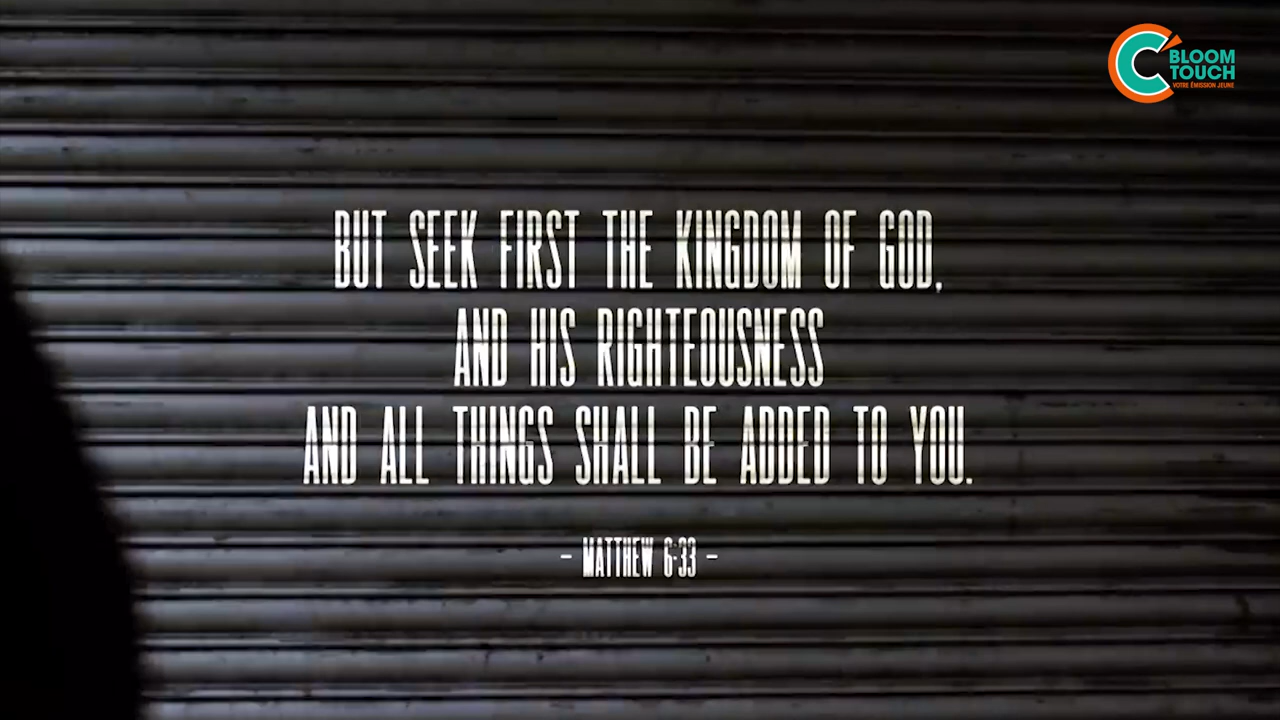 BLOOM
TOUCH
VOTRE ÉMISSION JEUNE
BUT SEEK FIRST THE KINGDOM OF GOD,
AND HIS RIGHTEOUSNESS
AND ALL THINGS SHALL BE ADDED TO YOU.
- MATTHEW 6:33 -